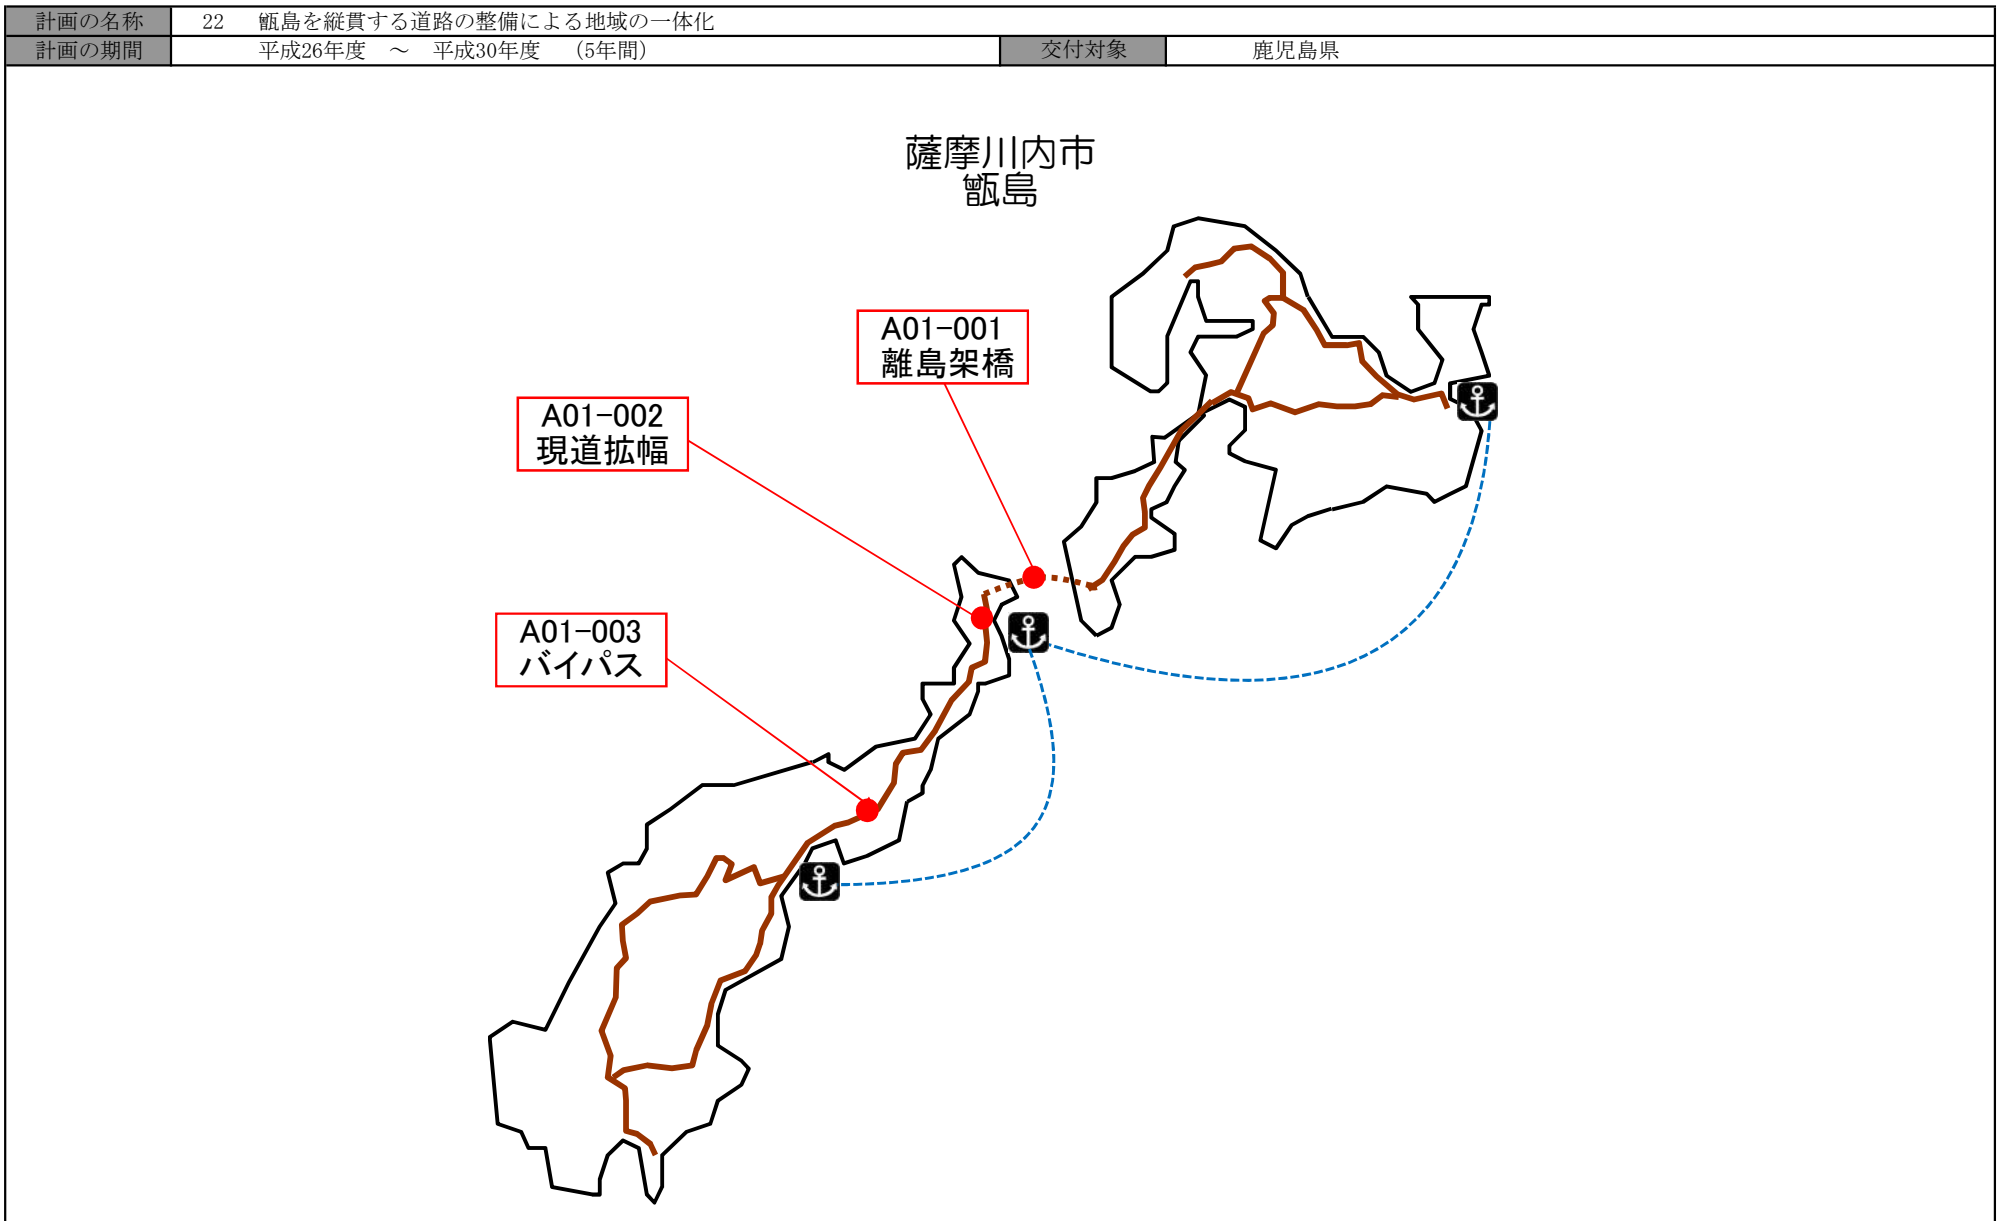 計画の名称 22 甑島を縦貫する道路の整備による地域の一体化
計画の期間 平成26年度 ～ 平成30年度 (5年間) 交付対象 鹿児島県
薩摩川内市
甑島
A01-001
離島架橋
A01-002
現道拡幅
A01-003
バイパス